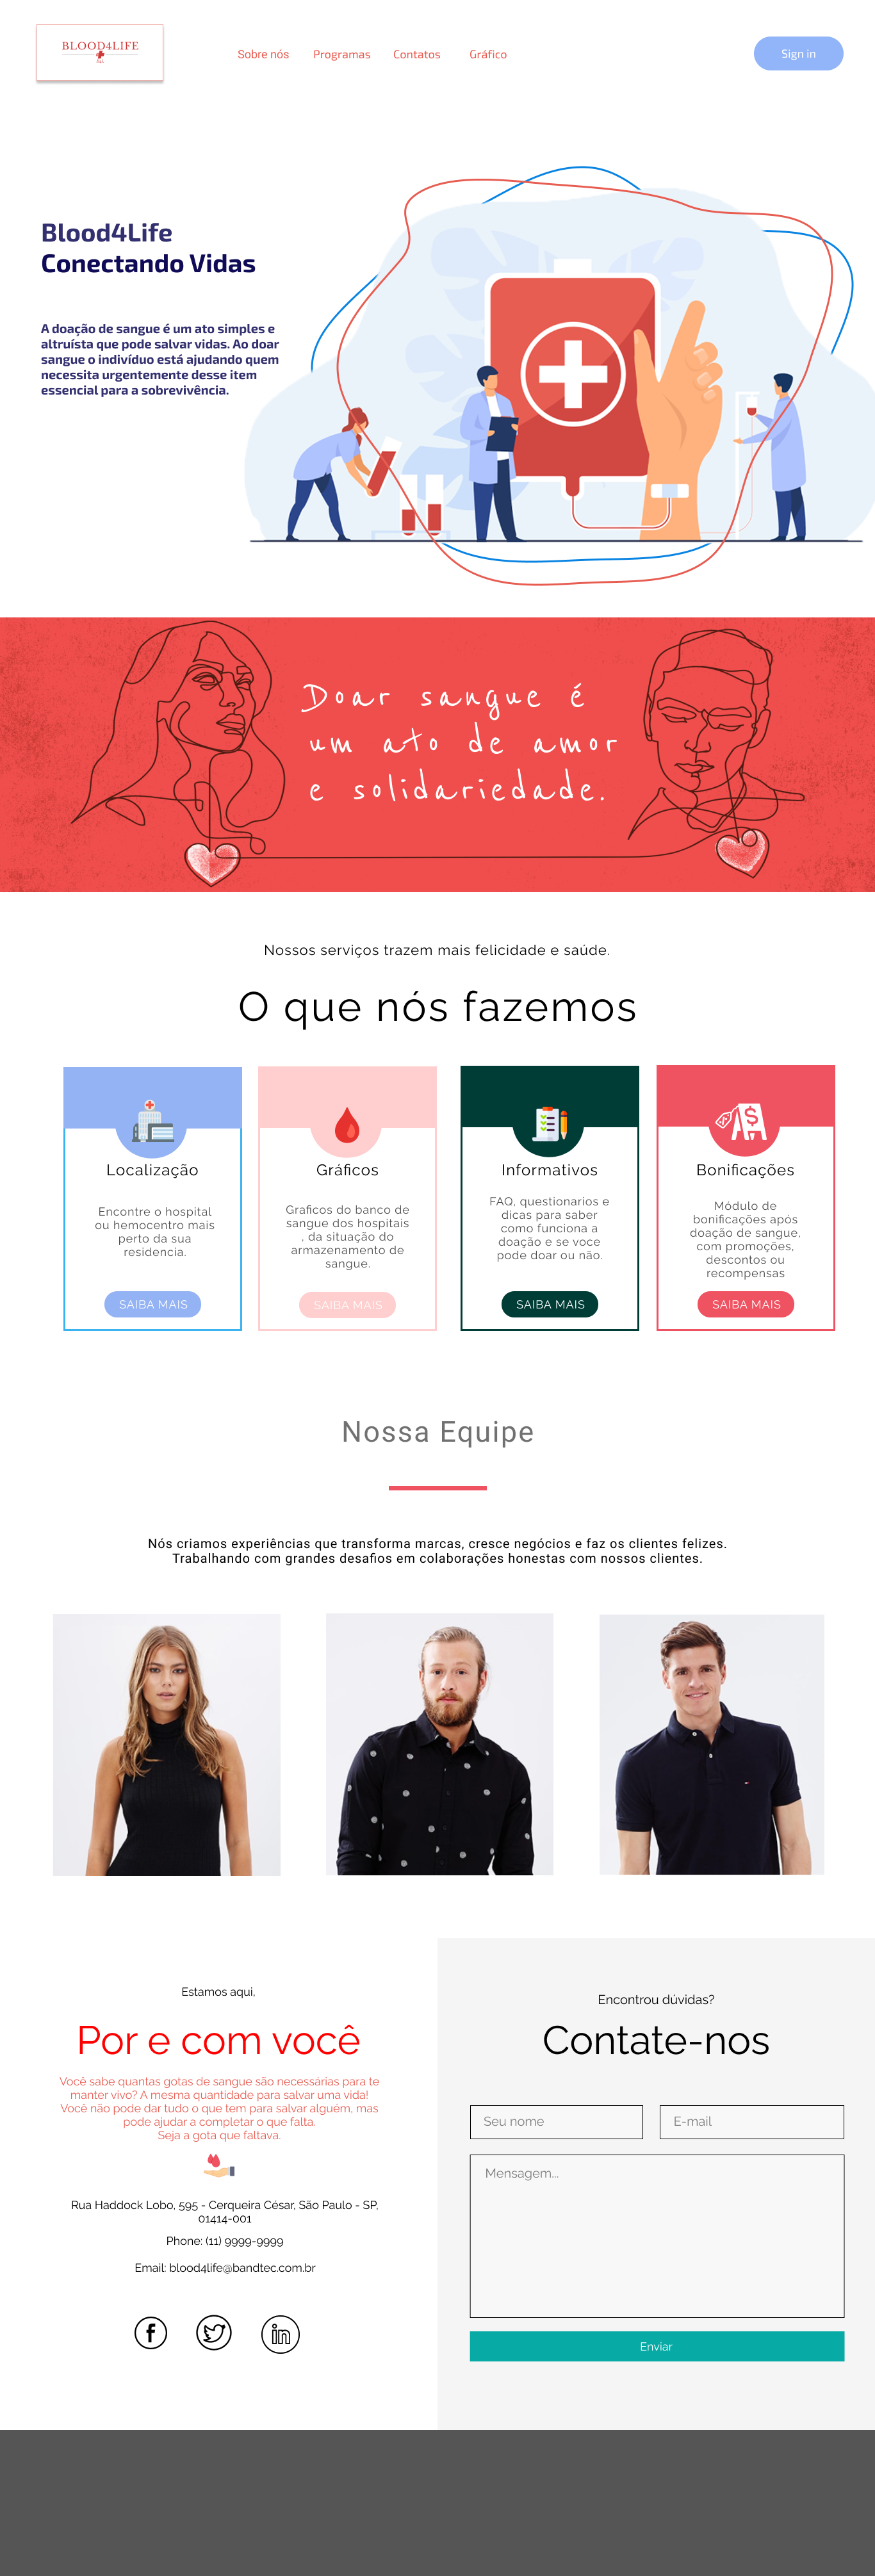 BLOOD4LIFE
Sobre nós
Programas
Contatos
Gráfico
Sign in
Blood4Life
Conectando Vidas
A doação de sangue é um ato simples e
altruísta que pode salvar vidas. Ao doar
sangue o indivíduo está ajudando quem
necessita urgentemente desse item
essencial para a sobrevivência.
Doar sangue é
um ato de amor
e solidariedade.
Nossos serviços trazem mais felicidade e saúde.
O que nós fazemos
Localização
Encontre o hospital
ou hemocentro mais
perto da sua
residencia.
SAIBA MAIS
Gráficos
Graficos do banco de
sangue dos hospitais
, da situação do
armazenamento de
sangue.
SAIBA MAIS
Informativos
FAQ, questionarios e
dicas para saber
como funciona a
doação e se voce
pode doar ou não.
SAIBA MAIS
Bonificações
Módulo de
bonificações após
doação de sangue,
com promoções,
descontos ou
recompensas
SAIBA MAIS
Nossa Equipe
Nós criamos experiências que transforma marcas, cresce negócios e faz os clientes felizes.
Trabalhando com grandes desafios em colaborações honestas com nossos clientes.
Estamos aqui,
Por e com você
Você sabe quantas gotas de sangue são necessárias para te
manter vivo? A mesma quantidade para salvar uma vida!
Você não pode dar tudo o que tem para salvar alguém, mas
pode ajudar a completar o que falta.
Seja a gota que faltava.
Rua Haddock Lobo, 595 - Cerqueira César, São Paulo - SP,
01414-001
Phone: (11) 9999-9999
Email: blood4life@bandtec.com.br
Encontrou dúvidas?
Contate-nos
Seu nome
E-mail
Mensagem...
Enviar